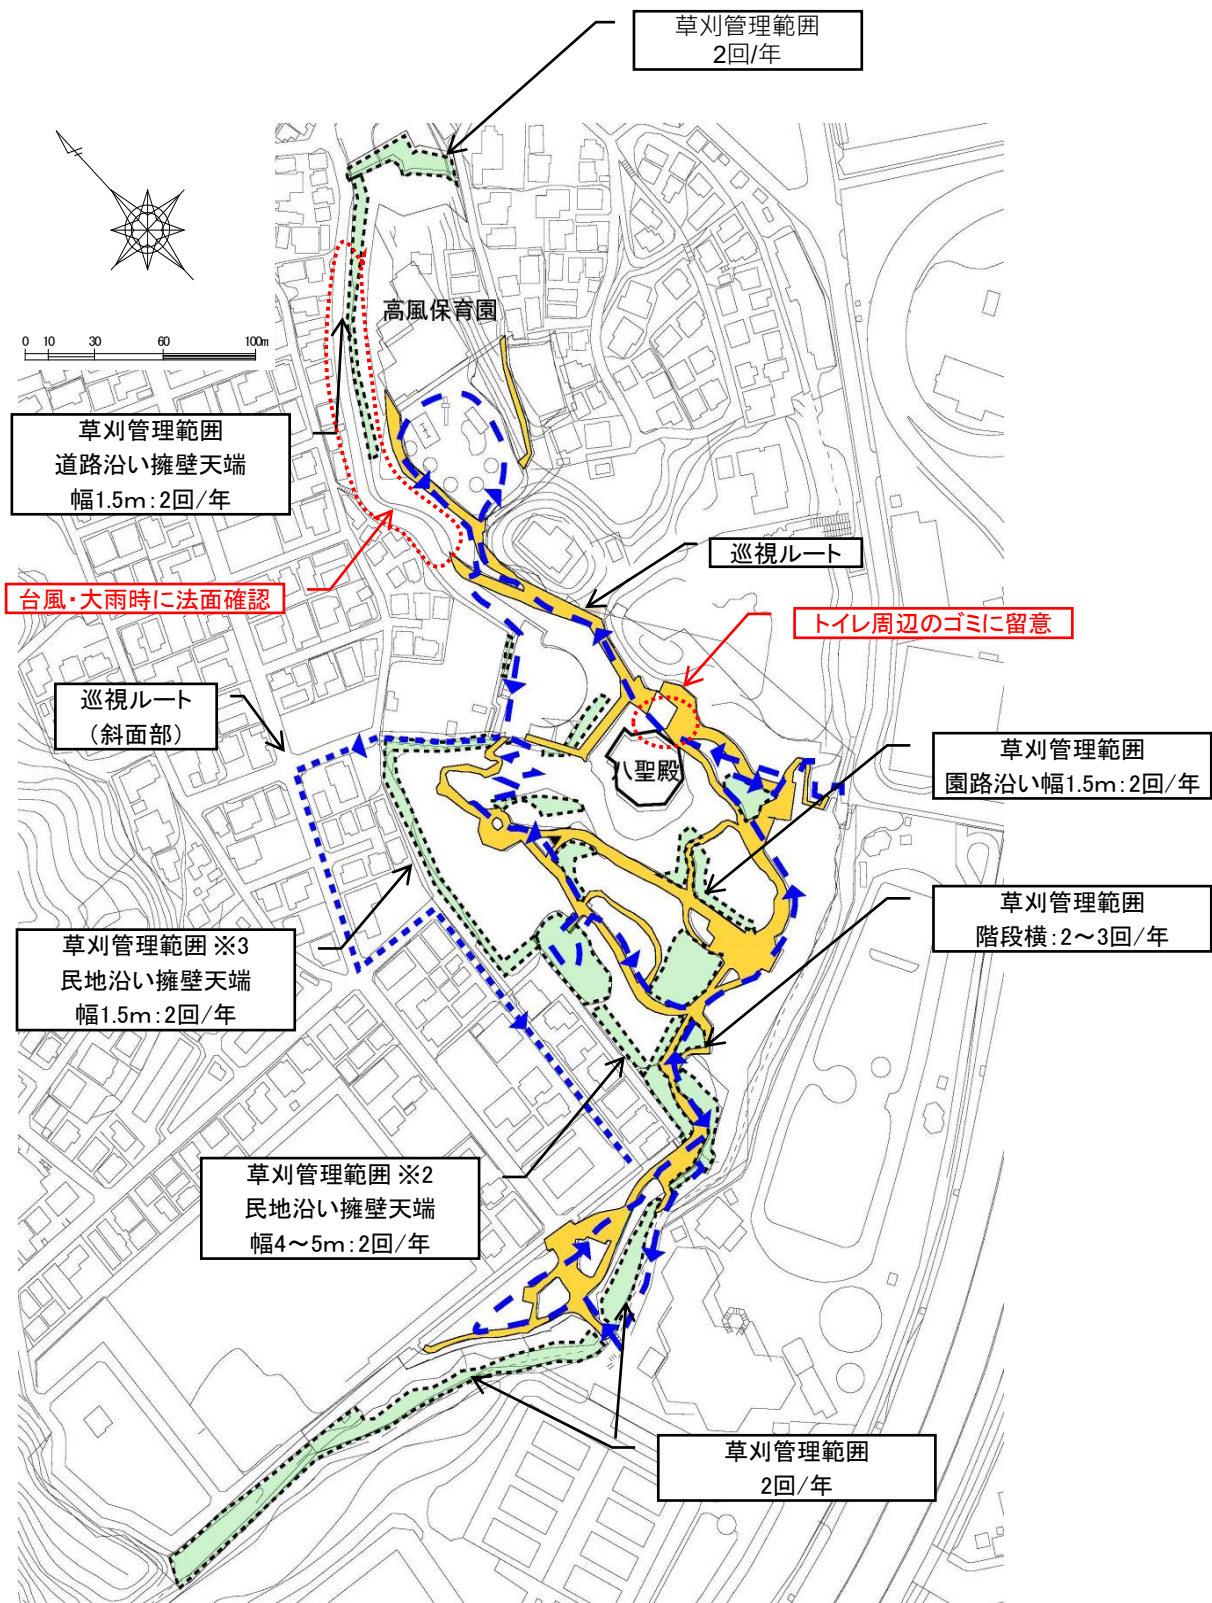 草刈管理範囲
2回/年
高風保育園
0 10 30 60 100m
草刈管理範囲
道路沿い擁壁天端
幅1.5m:2回/年
巡視ルート
台風・大雨時に法面確認
トイレ周辺のゴミに留意
巡視ルート
(斜面部)
八聖殿
草刈管理範囲
園路沿い幅1.5m:2回/年
草刈管理範囲
階段横:2~3回/年
草刈管理範囲 ※3
民地沿い擁壁天端
幅1.5m:2回/年
草刈管理範囲 ※2
民地沿い擁壁天端
幅4~5m:2回/年
草刈管理範囲
2回/年